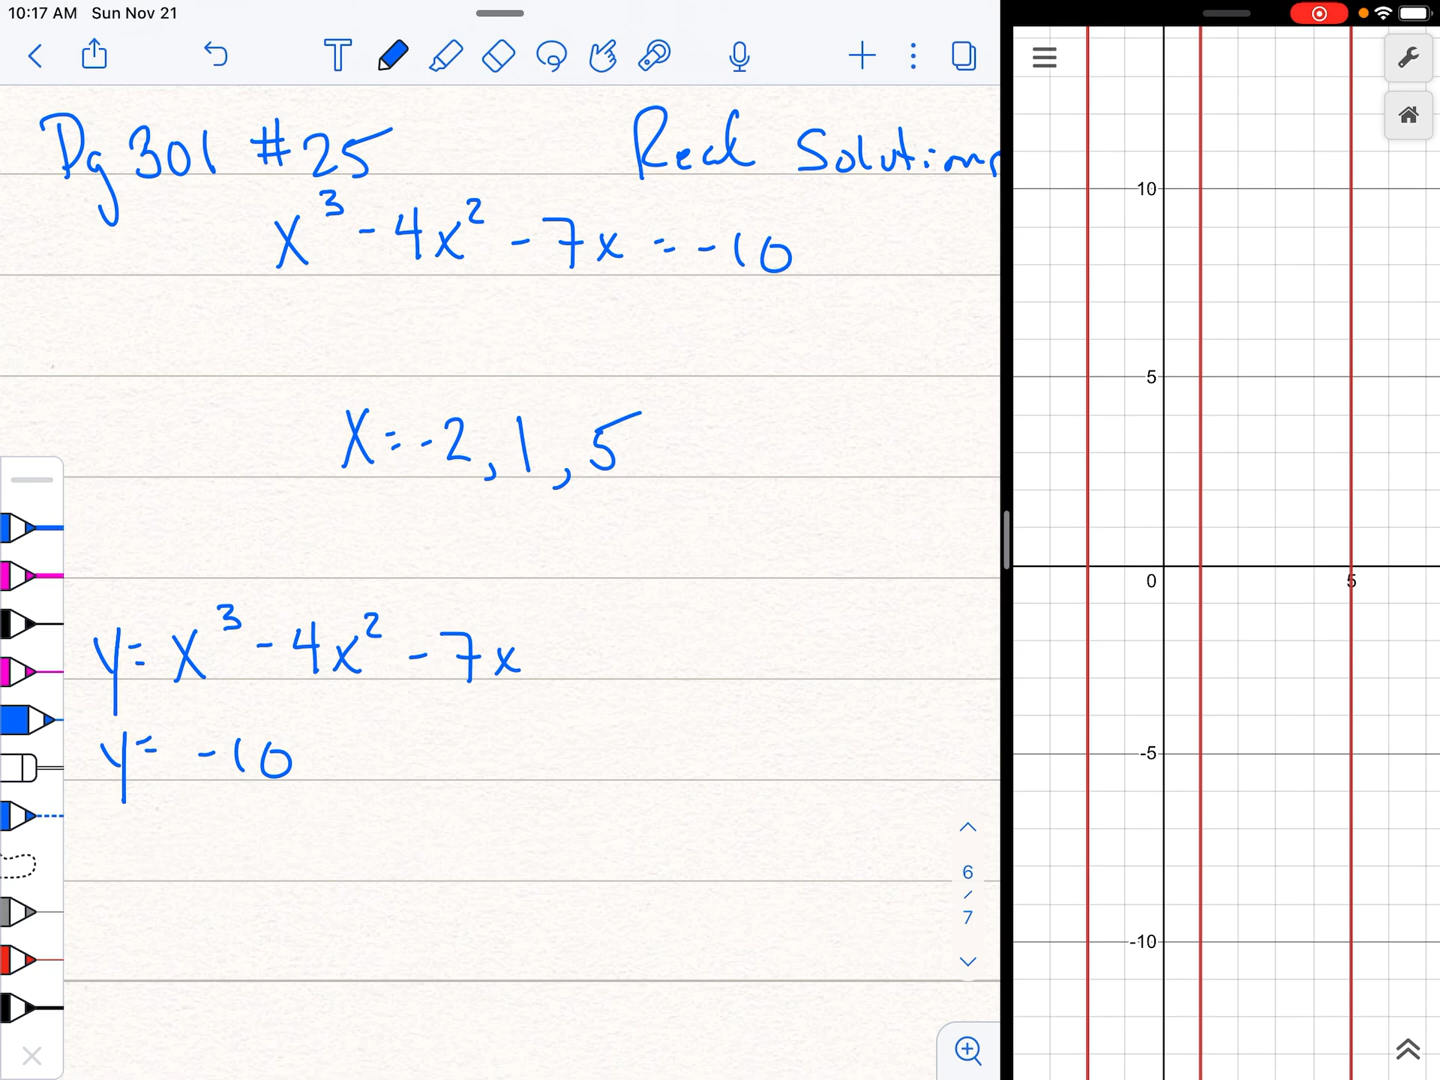 10:17 AM Sun Nov 21
Pg 301 #25
Real Solutions
x³ - 4x² - 7x = -10
X = -2, 1, 5
y = x³ - 4x² - 7x
y = -10
6
/
7
10
5
0
5
-5
-10